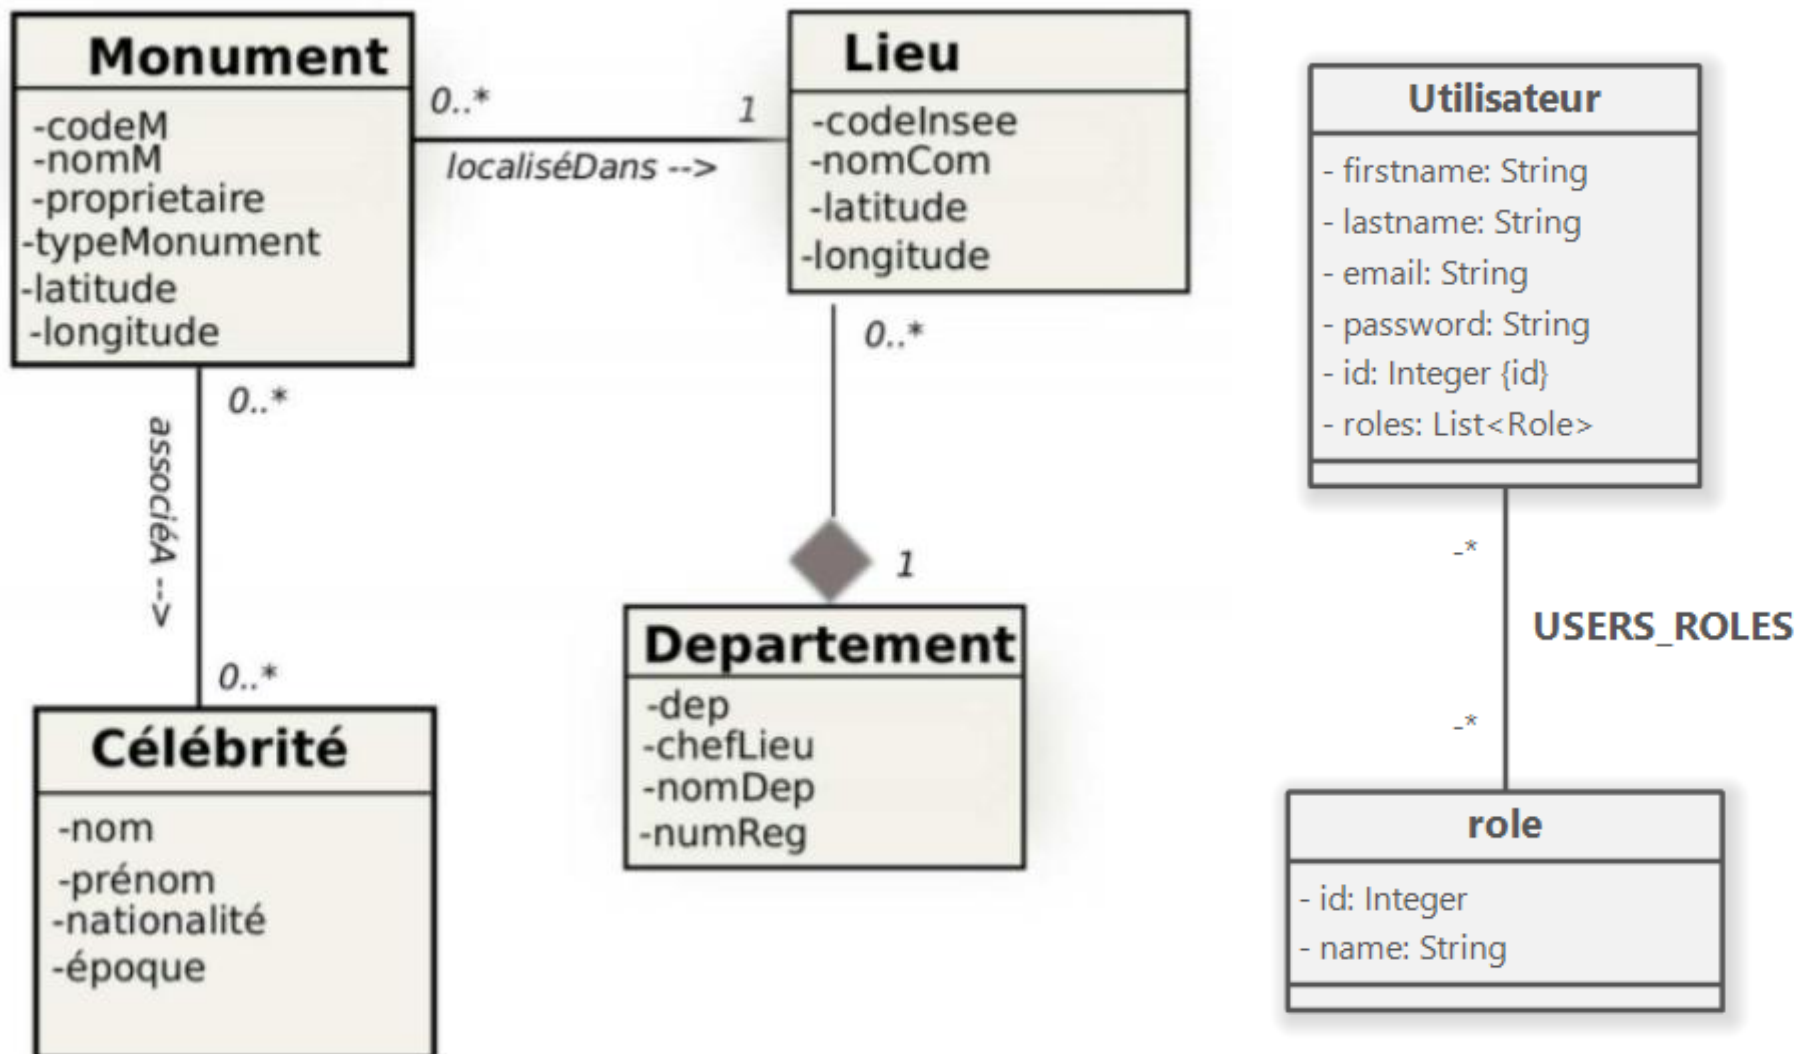 Monument
-codeM
-nomM
-proprietaire
-typeMonument
-latitude
-longitude
0..*
1
localiséDans -->
Lieu
-codeInsee
-nomCom
-latitude
-longitude
0..*
1
Departement
-dep
-chefLieu
-nomDep
-numReg
0..*
associéA -->
0..*
Célébrité
-nom
-prénom
-nationalité
-époque
Utilisateur
- firstname: String
- lastname: String
- email: String
- password: String
- id: Integer {id}
- roles: List<Role>
-*
USERS_ROLES
-*
role
- id: Integer
- name: String